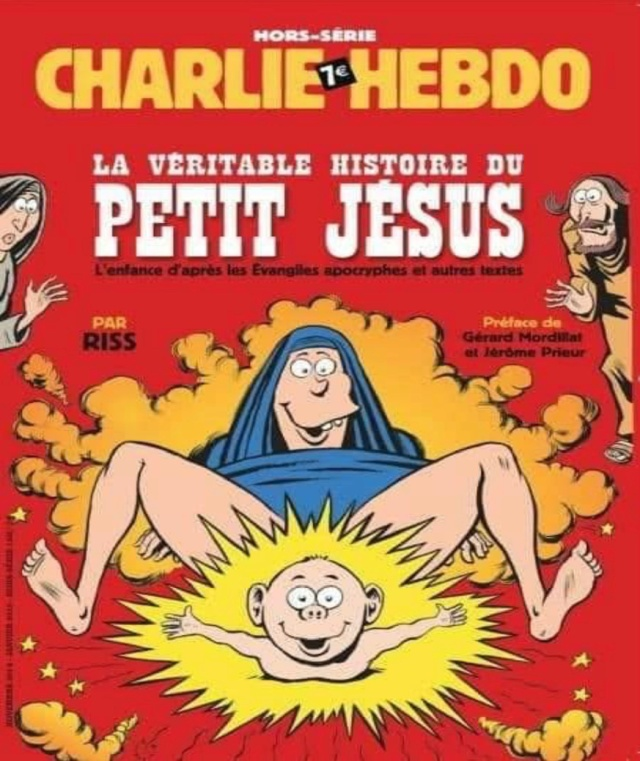 HORS-SÉRIE
CHARLIE HEBDO
7€
LA VÉRITABLE HISTOIRE DU
PETIT JÉSUS
L'enfance d'après les Évangiles apocryphes et autres textes
PAR
RISS
Préface de
Gérard Mordillat
et Jérôme Prieur